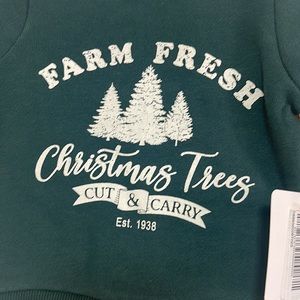 FARM FRESH
Christmas Trees
CUT & CARRY
Est. 1938